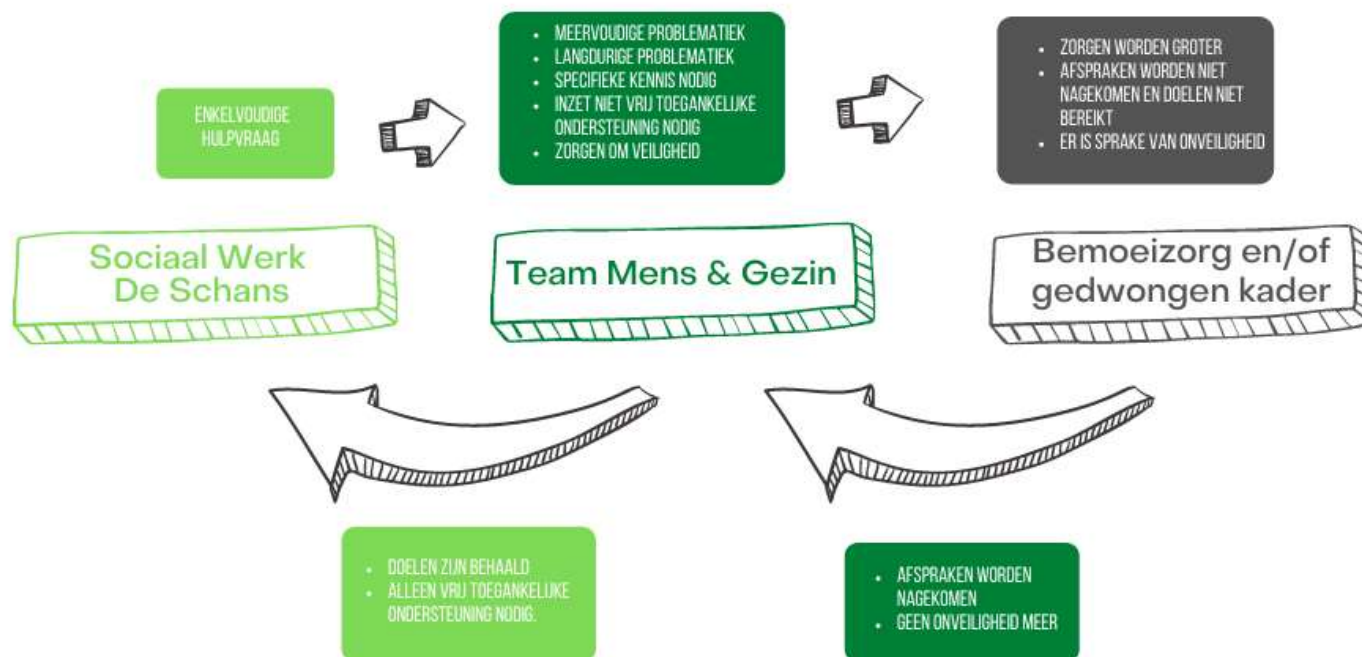 ENKELVOUDIGE
HULPVRAAG
• MEERVOUDIGE PROBLEMATIEK
• LANGDURIGE PROBLEMATIEK
• SPECIFIEKE KENNIS NODIG
• INZET NIET VRIJ TOEGANKELIJKE
ONDERSTEUNING NODIG
• ZORGEN OM VEILIGHEID
• ZORGEN WORDEN GROTER
• AFSPRAKEN WORDEN NIET
NAGEKOMEN EN DOELEN NIET
BEREIKT
• ER IS SPRAKE VAN ONVEILIGHEID
Sociaal Werk
De Schans
Team Mens & Gezin
Bemoeizorg en/of
gedwongen kader
• DOELEN ZIJN BEHAALD
• ALLEEN VRIJ TOEGANKELIJKE
ONDERSTEUNING NODIG.
• AFSPRAKEN WORDEN
NAGEKOMEN
• GEEN ONVEILIGHEID MEER